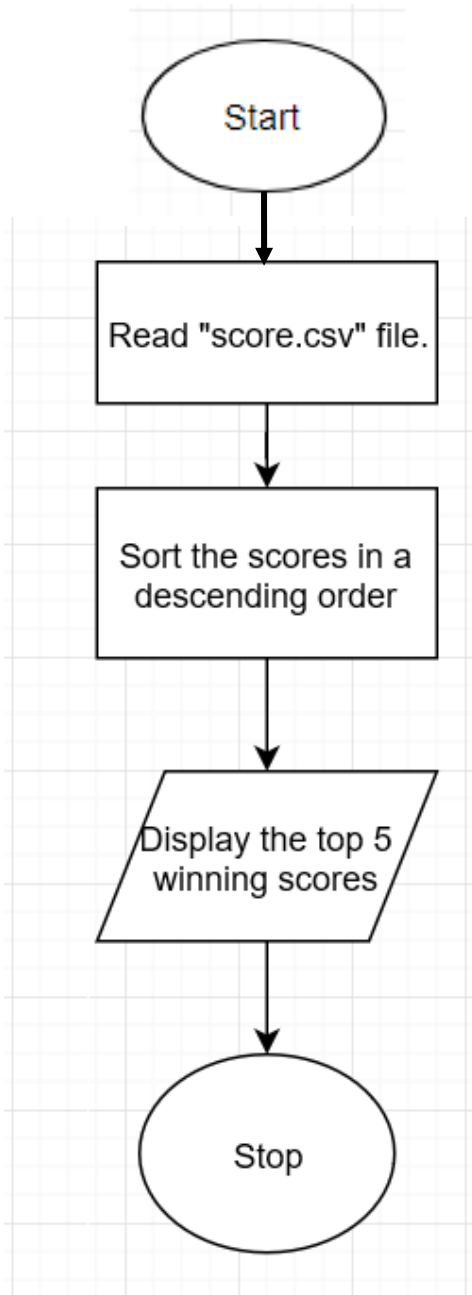 Start
Read "score.csv" file.
Sort the scores in a
descending order
Display the top 5
winning scores
Stop